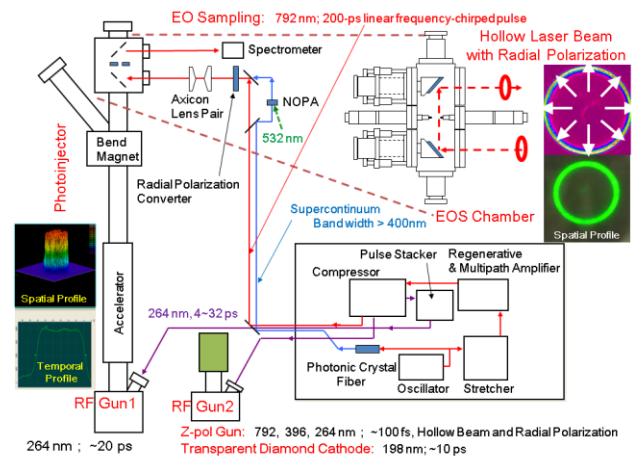 EO Sampling: 792 nm; 200-ps linear frequency-chirped pulse
Spectrometer
Hollow Laser Beam
with Radial Polarization
Axicon
Lens Pair
NOPA
532 nm
Bend
Magnet
Radial Polarization
Converter
Photoinjector
EOS Chamber
Supercontinuum
Band width > 400nm
Spatial Profile
Spatial Profile
Accelerator
Temporal
Profile
264 nm, 4~32 ps
Compressor
Pulse Stacker
Regenerative
& Multipath Amplifier
Photonic Crystal
Fiber
Oscillator
Stretcher
RF Gun1
RF Gun2
264 nm ; ~20 ps
Z-pol Gun: 792, 396, 264 nm ; ~100 fs, Hollow Beam and Radial Polarization
Transparent Diamond Cathode: 198 nm; ~10 ps